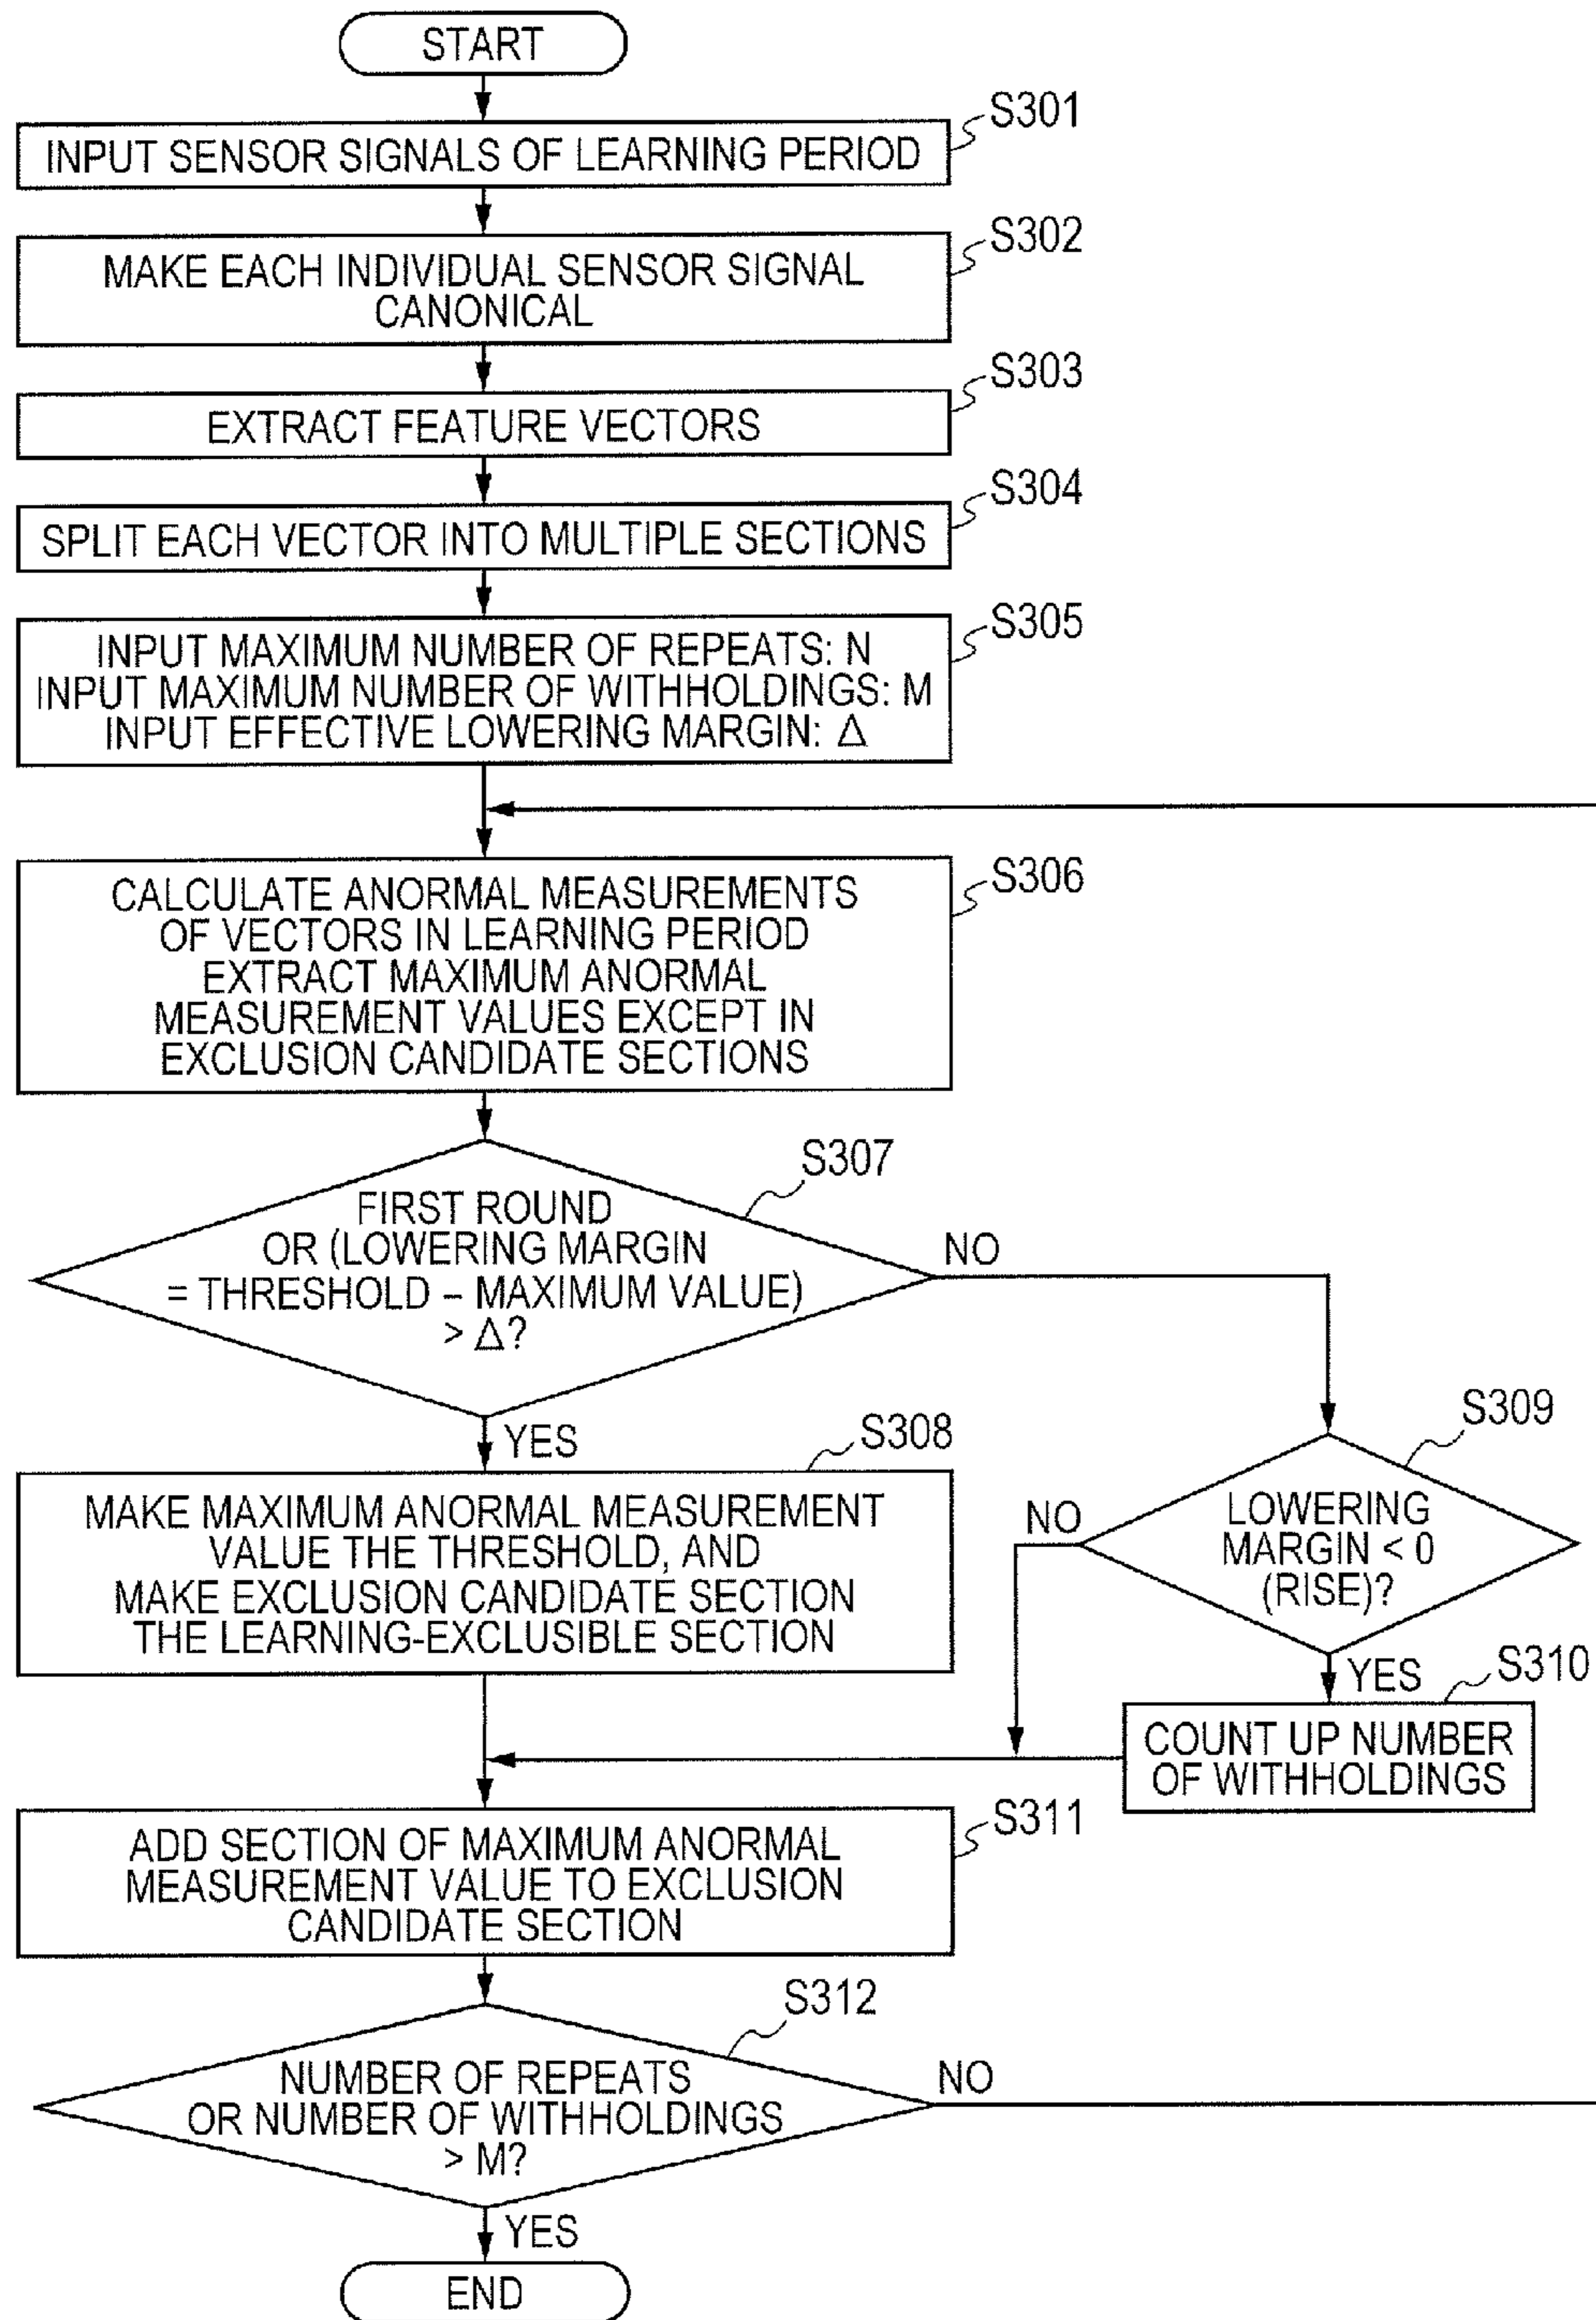 START
S301
INPUT SENSOR SIGNALS OF LEARNING PERIOD
S302
MAKE EACH INDIVIDUAL SENSOR SIGNAL
CANONICAL
S303
EXTRACT FEATURE VECTORS
S304
SPLIT EACH VECTOR INTO MULTIPLE SECTIONS
S305
INPUT MAXIMUM NUMBER OF REPEATS: N
INPUT MAXIMUM NUMBER OF WITHHOLDINGS: M
INPUT EFFECTIVE LOWERING MARGIN: Δ
S306
CALCULATE ANORMAL MEASUREMENTS
OF VECTORS IN LEARNING PERIOD
EXTRACT MAXIMUM ANORMAL
MEASUREMENT VALUES EXCEPT IN
EXCLUSION CANDIDATE SECTIONS
S307
FIRST ROUND
OR (LOWERING MARGIN
= THRESHOLD – MAXIMUM VALUE)
> Δ?
NO
YES
S308
MAKE MAXIMUM ANORMAL MEASUREMENT
VALUE THE THRESHOLD, AND
MAKE EXCLUSION CANDIDATE SECTION
THE LEARNING-EXCLUSIBLE SECTION
S309
LOWERING
MARGIN < 0
(RISE)?
NO
YES
S310
COUNT UP NUMBER
OF WITHHOLDINGS
S311
ADD SECTION OF MAXIMUM ANORMAL
MEASUREMENT VALUE TO EXCLUSION
CANDIDATE SECTION
S312
NUMBER OF REPEATS
OR NUMBER OF WITHHOLDINGS
> M?
NO
YES
END